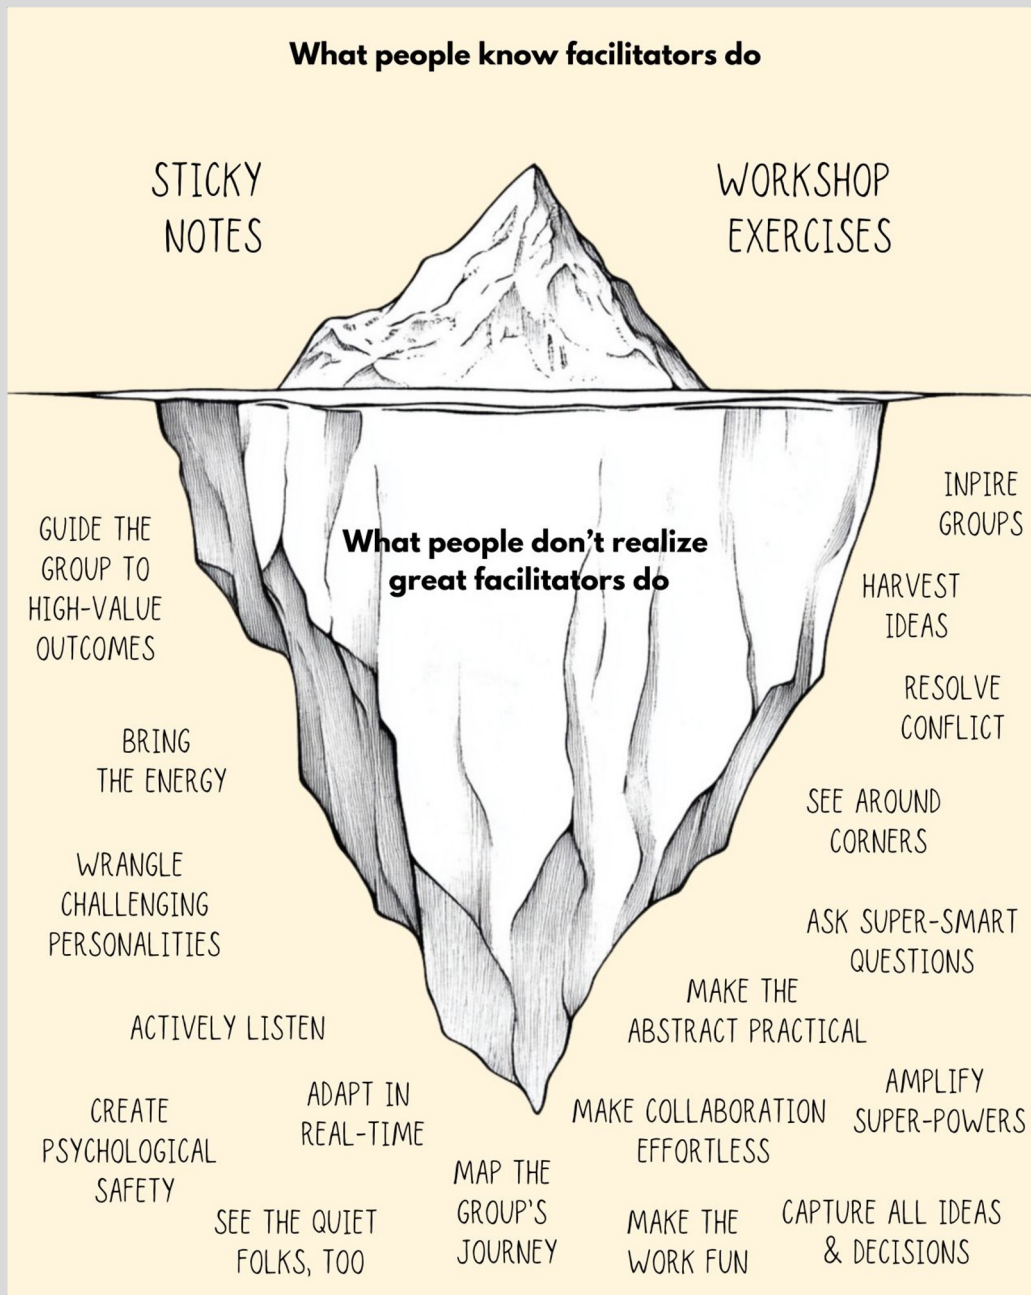 What people know facilitators do
STICKY
NOTES
WORKSHOP
EXERCISES
What people don't realize
great facilitators do
GUIDE THE
GROUP TO
HIGH-VALUE
OUTCOMES
BRING
THE ENERGY
WRANGLE
CHALLENGING
PERSONALITIES
ACTIVELY LISTEN
CREATE
PSYCHOLOGICAL
SAFETY
ADAPT IN
REAL-TIME
SEE THE QUIET
FOLKS, TOO
MAP THE
GROUP'S
JOURNEY
INPIRE
GROUPS
HARVEST
IDEAS
RESOLVE
CONFLICT
SEE AROUND
CORNERS
ASK SUPER-SMART
QUESTIONS
MAKE THE
ABSTRACT PRACTICAL
AMPLIFY
SUPER-POWERS
MAKE COLLABORATION
EFFORTLESS
MAKE THE
WORK FUN
CAPTURE ALL IDEAS
& DECISIONS